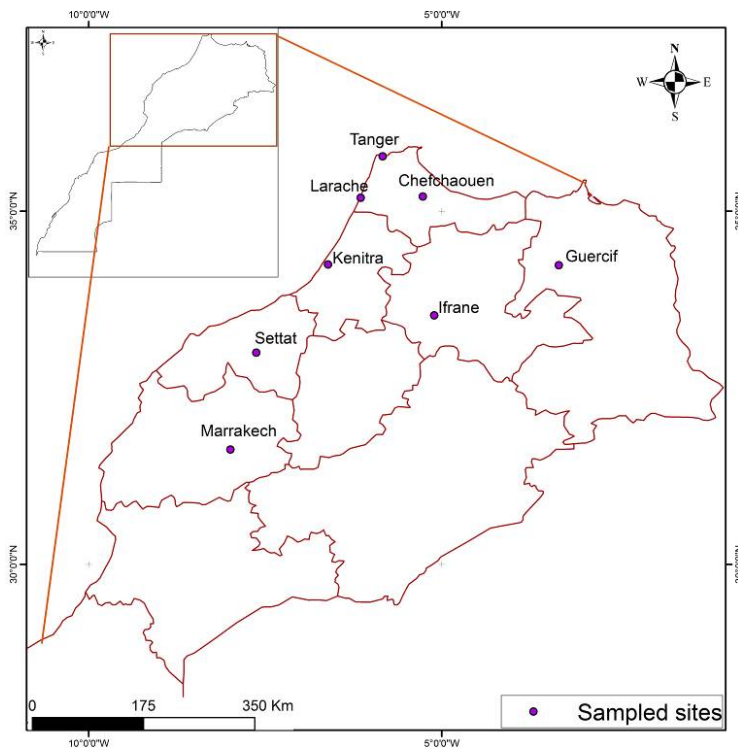 10°0'0"W 5°0'0"W
N
W E
S
Tanger
Larache
Chefchaouen
35°0'0"N
Kenitra
Guercif
Ifrane
Settat
Marrakech
30°0'0"N
0 175 350 Km
Sampled sites
10°0'0"W 5°0'0"W